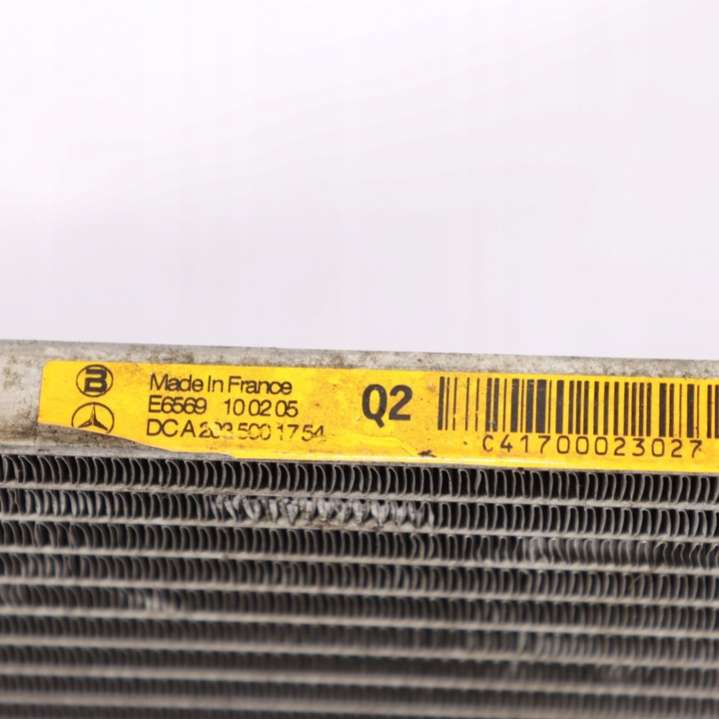 Made In France
E6569 10 02 05
DC A 203 500 17 54
Q2
C41700023027